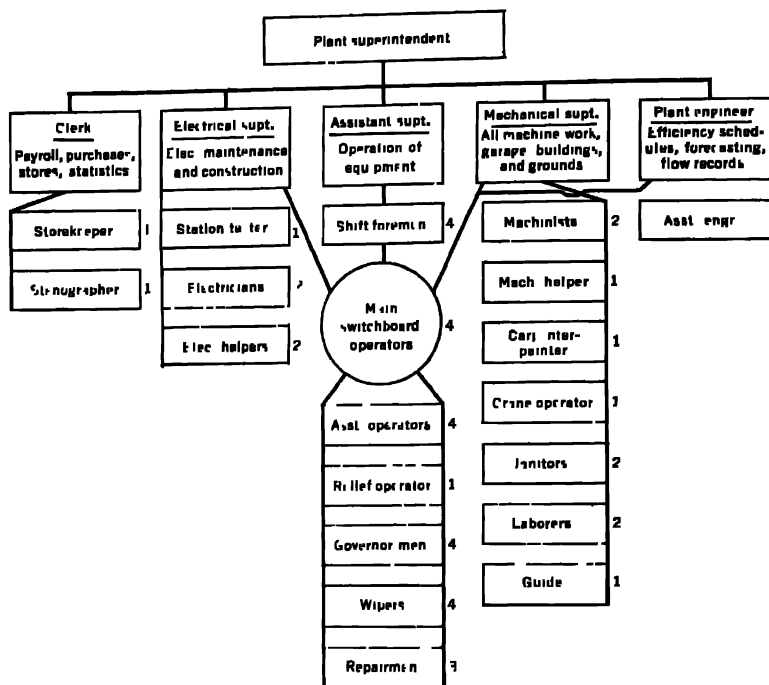 Plant superintendent
Clerk
Payroll, purchases,
stores, statistics
Electrical supt.
Elec maintenance
and construction
Assistant supt.
Operation of
equipment
Mechanical supt.
All machine work,
garage buildings,
and grounds
Plant engineer
Efficiency sched-
ules, forecasting,
flow records
Storekeeper 1
Stenographer 1
Station tester 1
Electricians 2
Elec helpers 2
Shift foremen 4
Main
switchboard
operators 4
Asst. operators 4
Relief operator 1
Governor men 4
Wipers 4
Repairmen 3
Machinists 2
Mach helper 1
Carpenter-
painter 1
Crane operator 1
Janitors 2
Laborers 2
Guide 1
Asst. engr